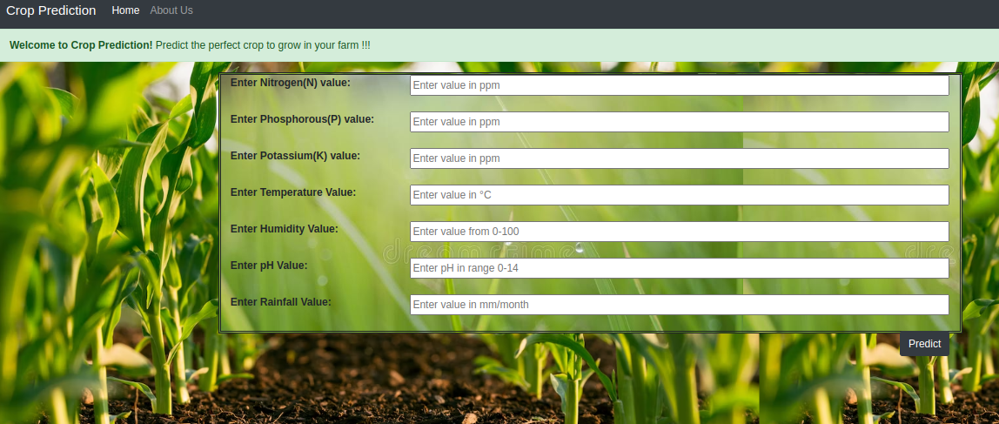 Crop Prediction Home About Us
Welcome to Crop Prediction! Predict the perfect crop to grow in your farm !!!
Enter Nitrogen(N) value: Enter value in ppm
Enter Phosphorous(P) value: Enter value in ppm
Enter Potassium(K) value: Enter value in ppm
Enter Temperature Value: Enter value in °C
Enter Humidity Value: Enter value from 0-100
dreamstime dre
Enter pH Value: Enter pH in range 0-14
Enter Rainfall Value: Enter value in mm/month
Predict